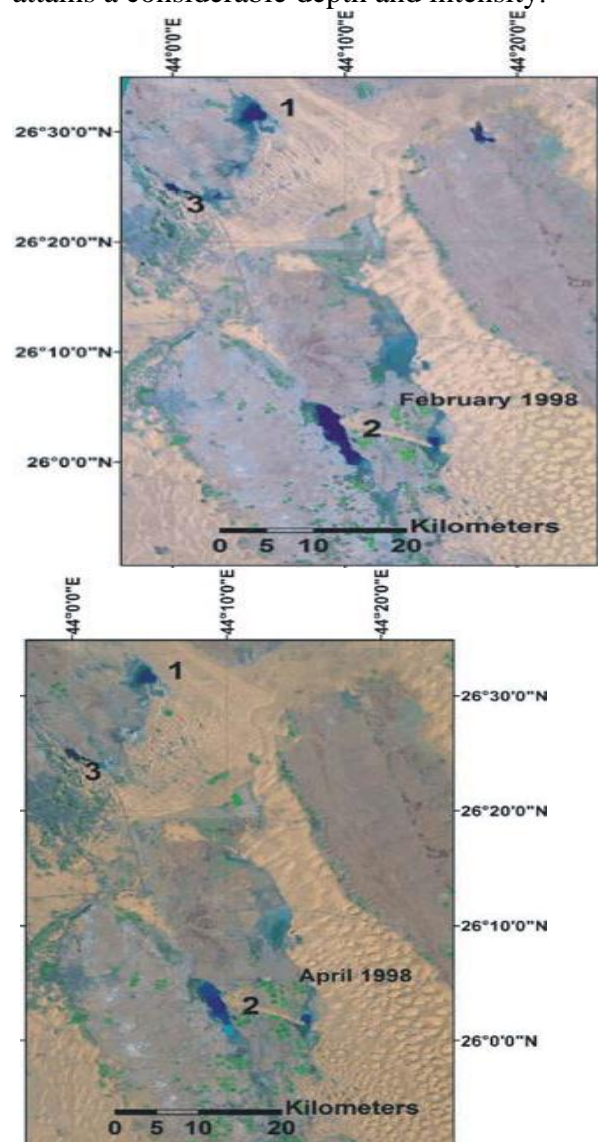 attains a considerable depth and intensity.
44°0'0"E 44°10'0"E 44°20'0"E
26°30'0"N
1
3
26°20'0"N
26°10'0"N
February 1998
2
26°0'0"N
Kilometers
0 5 10 20
44°0'0"E 44°10'0"E 44°20'0"E
1
26°30'0"N
3
26°20'0"N
26°10'0"N
April 1998
2
26°0'0"N
Kilometers
0 5 10 20